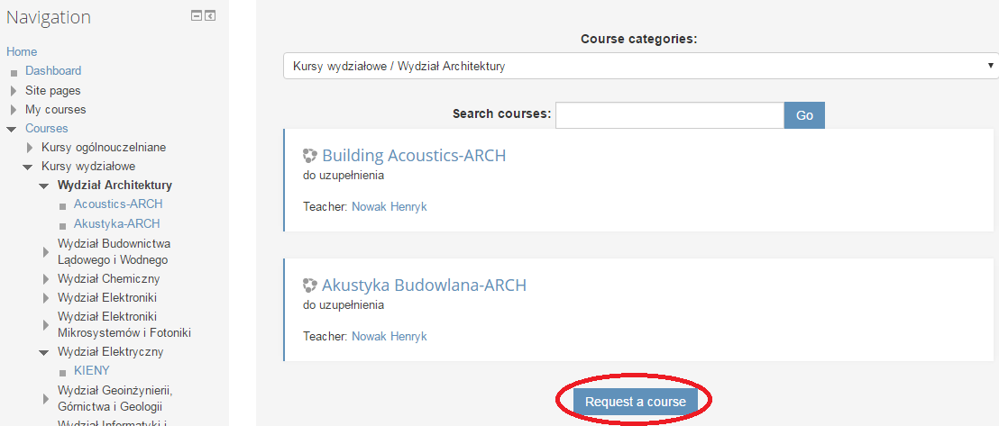 Navigation
Home
Dashboard
Site pages
My courses
Courses
Kursy ogólnouczelniane
Kursy wydziałowe
Wydział Architektury
Acoustics-ARCH
Akustyka-ARCH
Wydział Budownictwa
Lądowego i Wodnego
Wydział Chemiczny
Wydział Elektroniki
Wydział Elektroniki
Mikrosystemów i Fotoniki
Wydział Elektryczny
KIENY
Wydział Geoinżynierii,
Górnictwa i Geologii
Wydział Informatyki i
Course categories:
Kursy wydziałowe / Wydział Architektury
Search courses:
Go
Building Acoustics-ARCH
do uzupełnienia
Teacher: Nowak Henryk
Akustyka Budowlana-ARCH
do uzupełnienia
Teacher: Nowak Henryk
Request a course